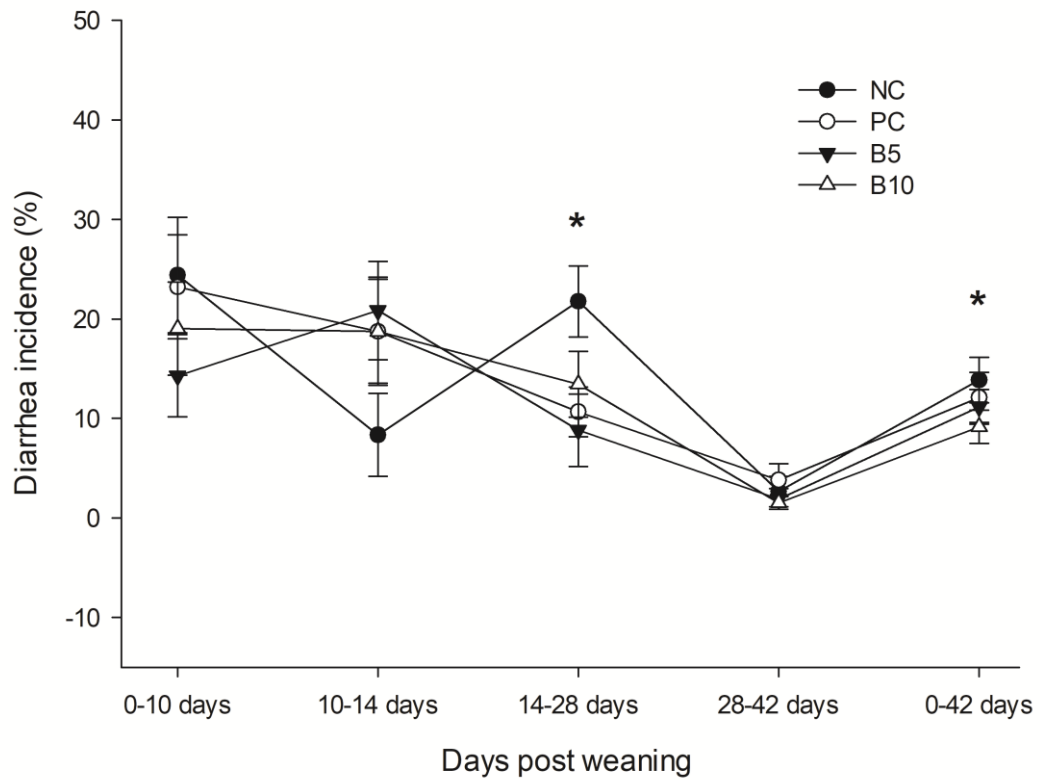 50
40
30
20
10
0
-10
Diarrhea incidence (%)
NC
PC
B5
B10
*
*
0-10 days
10-14 days
14-28 days
28-42 days
0-42 days
Days post weaning